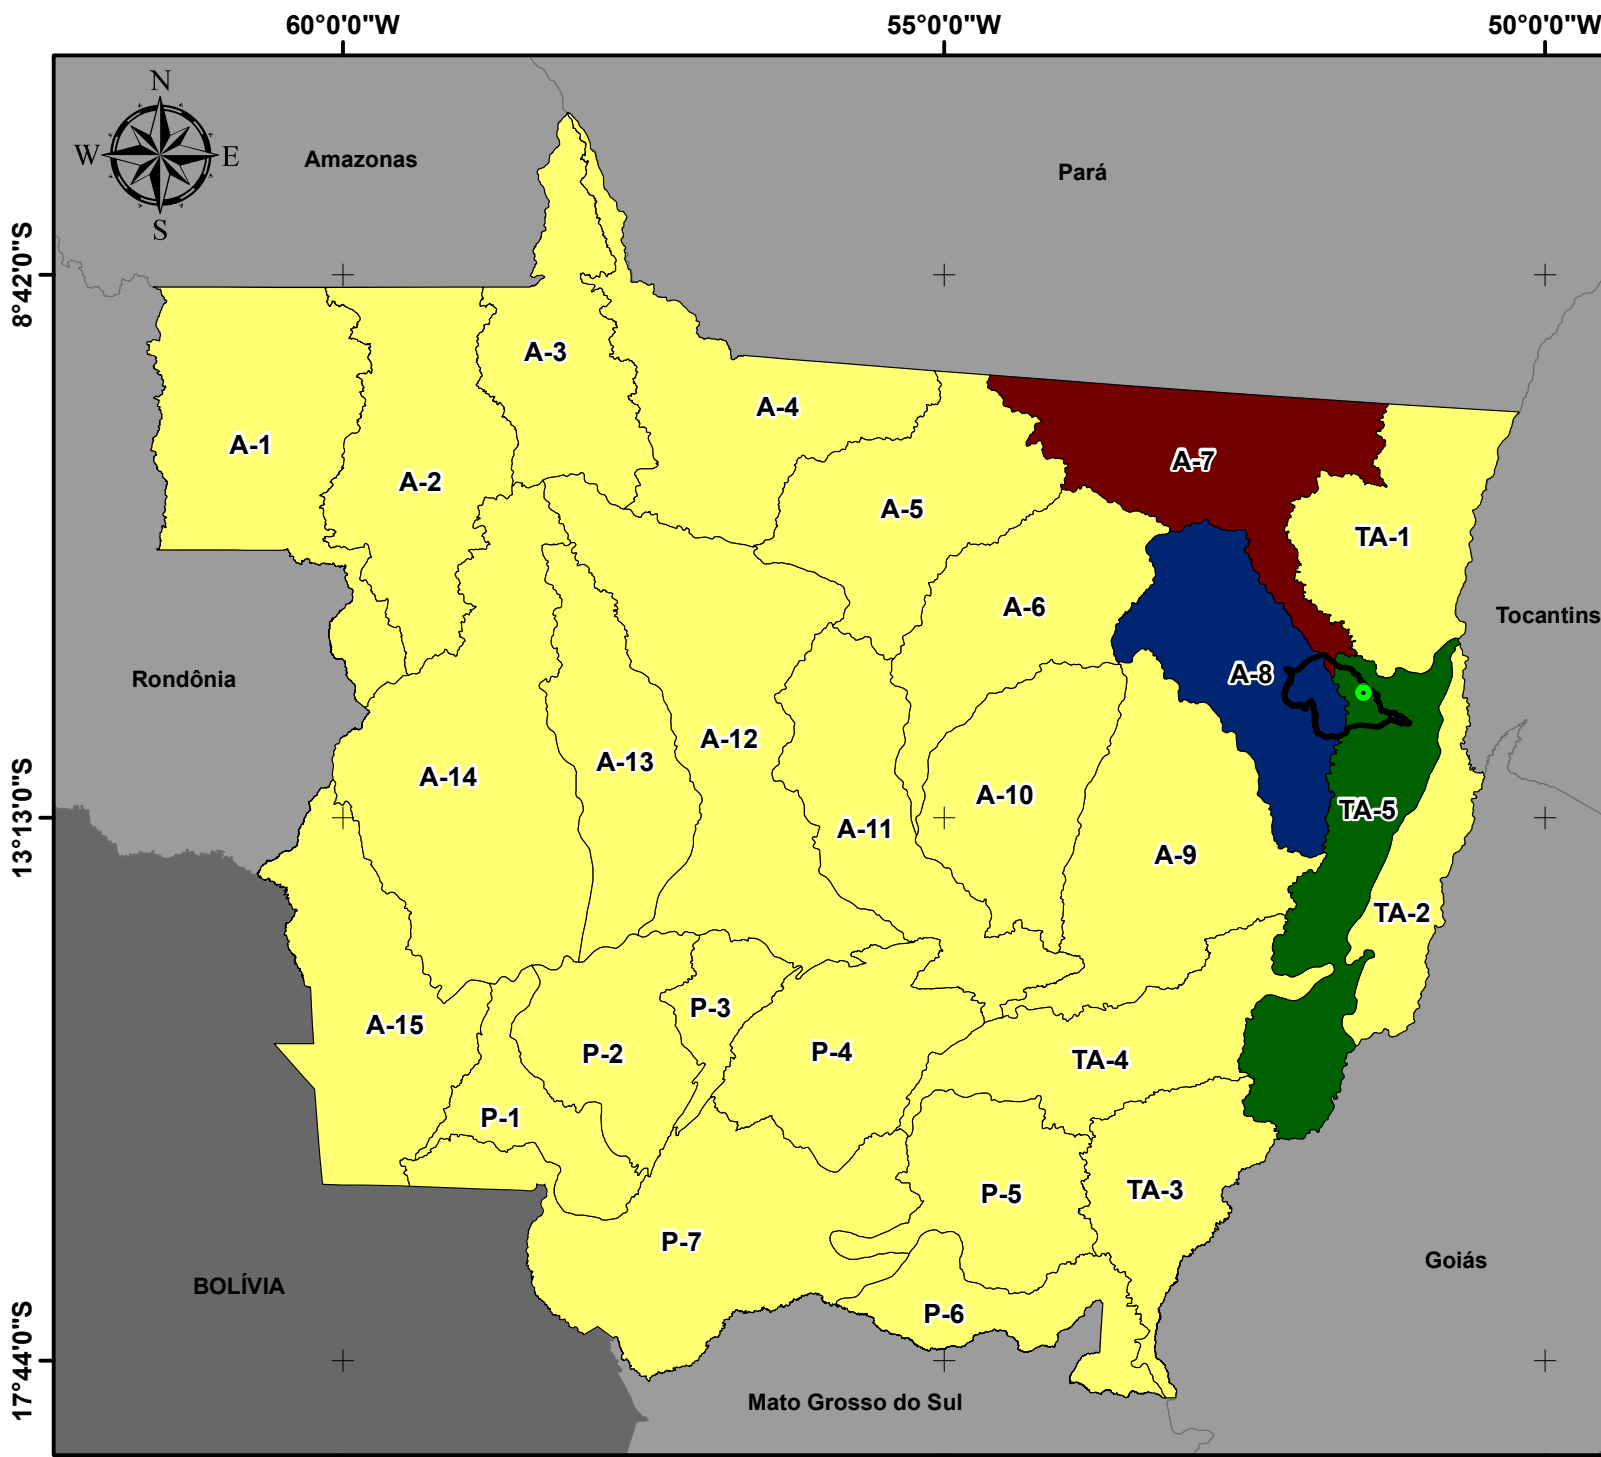 60°0'0"W
55°0'0"W
50°0'0"W
N
W
E
S
Amazonas
Pará
8°42'0"S
A-3
A-4
A-1
A-7
A-2
A-5
TA-1
A-6
Tocantins
Rondônia
A-8
A-12
A-13
A-14
A-10
TA-5
13°13'0"S
A-11
A-9
TA-2
P-3
A-15
P-2
P-4
TA-4
P-1
P-5
TA-3
P-7
Goiás
BOLÍVIA
P-6
17°44'0"S
Mato Grosso do Sul